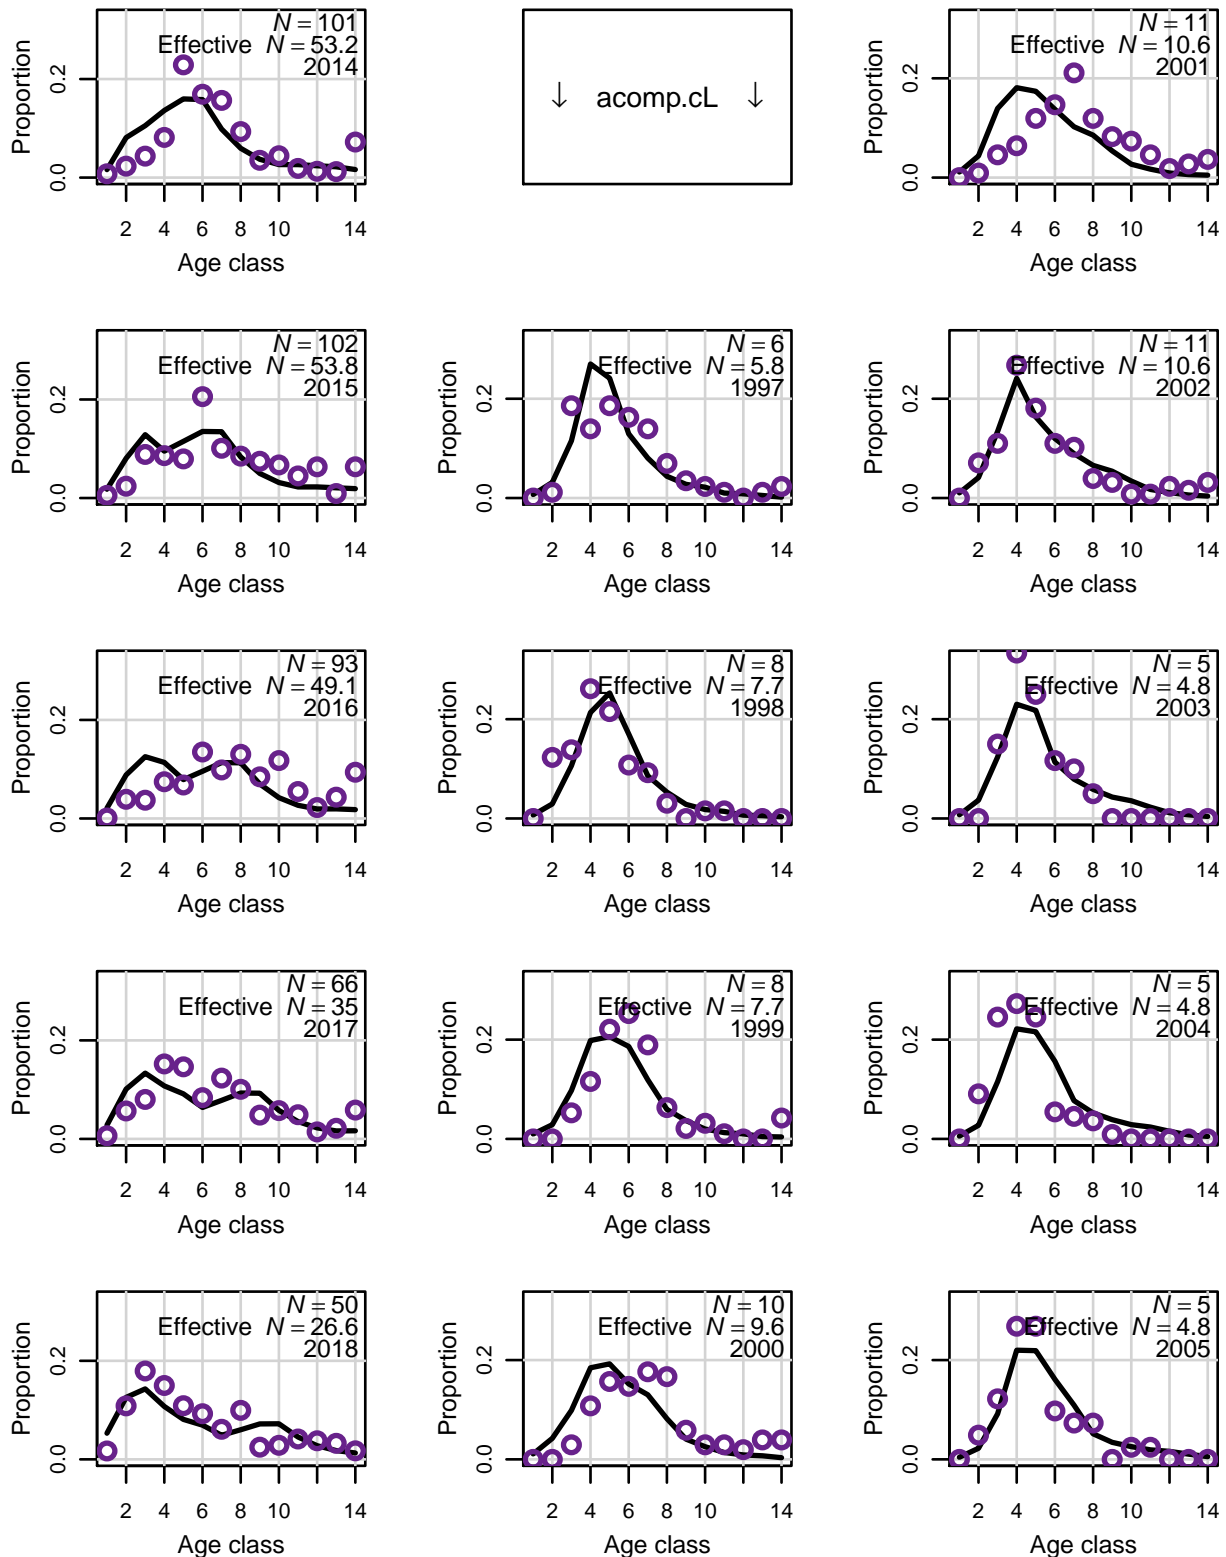 N = 101
Effective N = 53.2
2014
Proportion
0.0
0.2
2 4 6 8 10 14
Age class
↓ acomp.cL ↓
N = 11
Effective N = 10.6
2001
Proportion
0.0
0.2
2 4 6 8 10 14
Age class
N = 102
Effective N = 53.8
2015
Proportion
0.0
0.2
2 4 6 8 10 14
Age class
N = 6
Effective N = 5.8
1997
Proportion
0.0
0.2
2 4 6 8 10 14
Age class
N = 11
Effective N = 10.6
2002
Proportion
0.0
0.2
2 4 6 8 10 14
Age class
N = 93
Effective N = 49.1
2016
Proportion
0.0
0.2
2 4 6 8 10 14
Age class
N = 8
Effective N = 7.7
1998
Proportion
0.0
0.2
2 4 6 8 10 14
Age class
N = 5
Effective N = 4.8
2003
Proportion
0.0
0.2
2 4 6 8 10 14
Age class
N = 66
Effective N = 35
2017
Proportion
0.0
0.2
2 4 6 8 10 14
Age class
N = 8
Effective N = 7.7
1999
Proportion
0.0
0.2
2 4 6 8 10 14
Age class
N = 5
Effective N = 4.8
2004
Proportion
0.0
0.2
2 4 6 8 10 14
Age class
N = 50
Effective N = 26.6
2018
Proportion
0.0
0.2
2 4 6 8 10 14
Age class
N = 10
Effective N = 9.6
2000
Proportion
0.0
0.2
2 4 6 8 10 14
Age class
N = 5
Effective N = 4.8
2005
Proportion
0.0
0.2
2 4 6 8 10 14
Age class